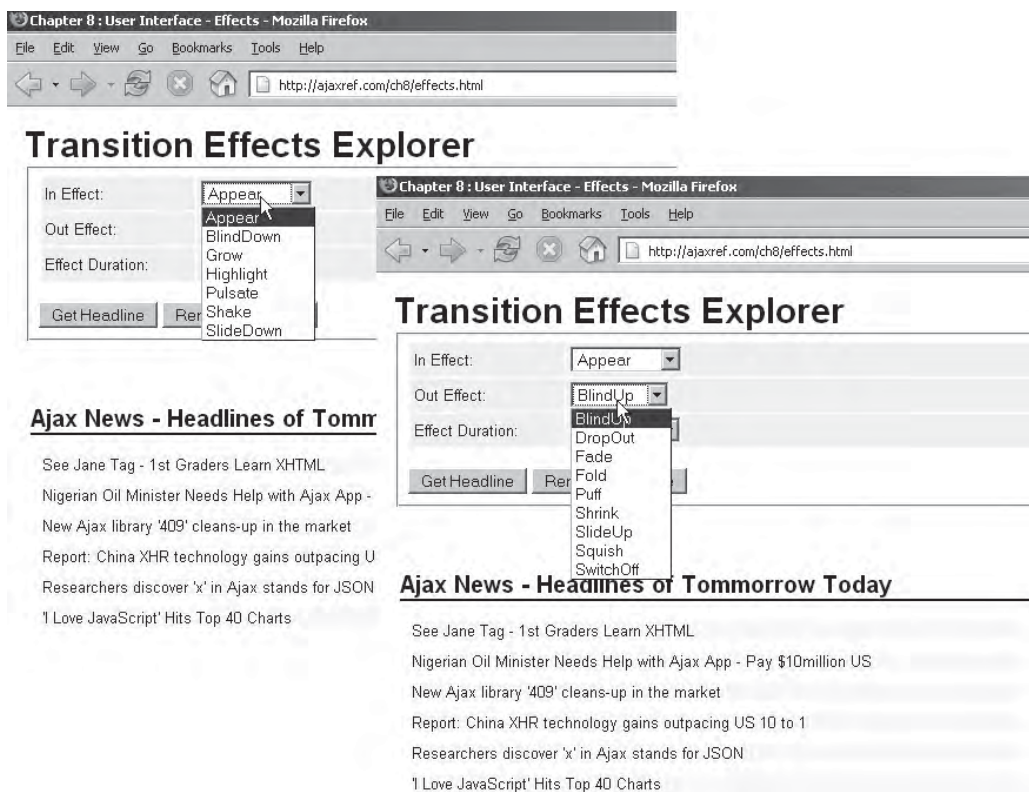 Chapter 8 : User Interface - Effects - Mozilla Firefox
File Edit View Go Bookmarks Tools Help
http://ajaxref.com/ch8/effects.html
Transition Effects Explorer
In Effect:
Appear
Appear
BlindDown
Grow
Highlight
Pulsate
Shake
SlideDown
Out Effect:
Effect Duration:
Get Headline
Ajax News - Headlines of Tomm
See Jane Tag - 1st Graders Learn XHTML
Nigerian Oil Minister Needs Help with Ajax App -
New Ajax library '409' cleans-up in the market
Report: China XHR technology gains outpacing U
Researchers discover 'x' in Ajax stands for JSON
'I Love JavaScript' Hits Top 40 Charts
Chapter 8 : User Interface - Effects - Mozilla Firefox
File Edit View Go Bookmarks Tools Help
http://ajaxref.com/ch8/effects.html
Transition Effects Explorer
In Effect: Appear
Out Effect: BlindUp
BlindUp
DropOut
Fade
Fold
Puff
Shrink
SlideUp
Squish
SwitchOff
Effect Duration:
Get Headline
Ajax News - Headlines of Tommorrow Today
See Jane Tag - 1st Graders Learn XHTML
Nigerian Oil Minister Needs Help with Ajax App - Pay $10million US
New Ajax library '409' cleans-up in the market
Report: China XHR technology gains outpacing US 10 to 1
Researchers discover 'x' in Ajax stands for JSON
'I Love JavaScript' Hits Top 40 Charts